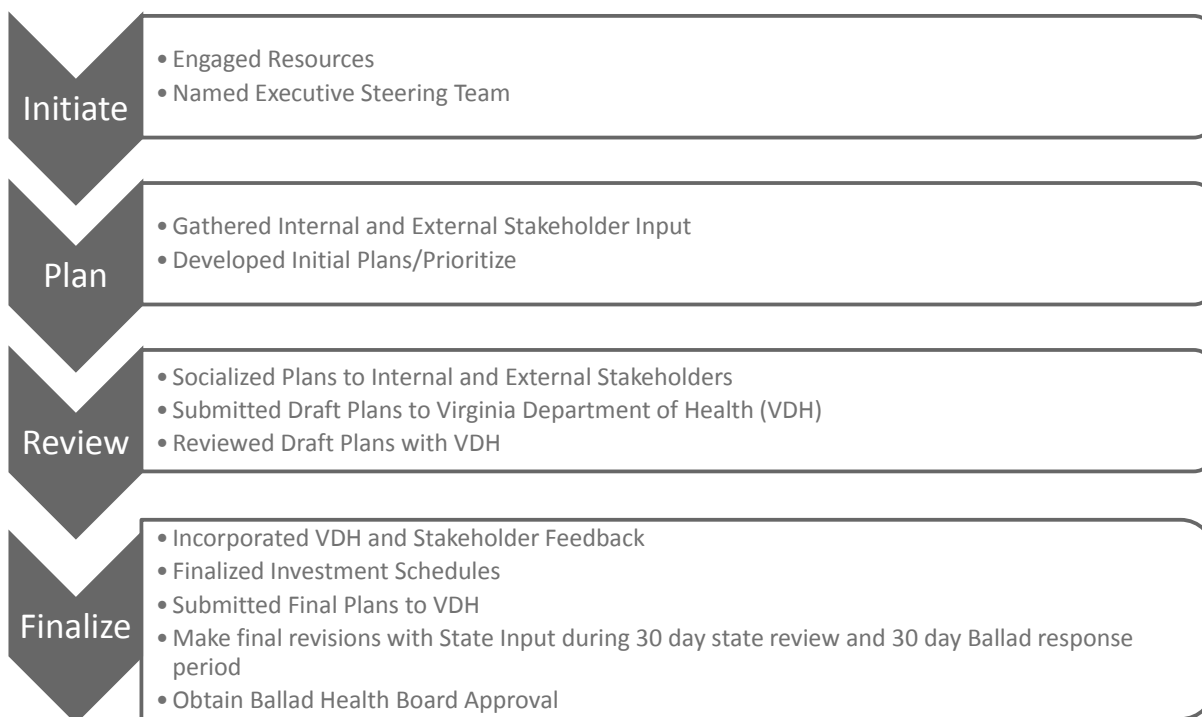 Initiate
• Engaged Resources
• Named Executive Steering Team
Plan
• Gathered Internal and External Stakeholder Input
• Developed Initial Plans/Prioritize
Review
• Socialized Plans to Internal and External Stakeholders
• Submitted Draft Plans to Virginia Department of Health (VDH)
• Reviewed Draft Plans with VDH
Finalize
• Incorporated VDH and Stakeholder Feedback
• Finalized Investment Schedules
• Submitted Final Plans to VDH
• Make final revisions with State Input during 30 day state review and 30 day Ballad response
period
• Obtain Ballad Health Board Approval